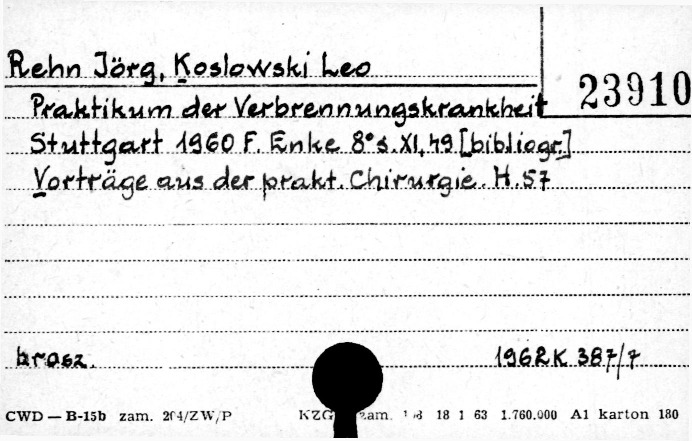 Rehn Jörg, Koslowski Leo
23910
Praktikum der Verbrennungskrankheit
Stuttgart 1960 F. Enke 8° s. XI, 49 [bibliogr.]
Vorträge aus der prakt. Chirurgie. H. 57
brosz. 1962 K 387/7
CWD — B-15b zam. 204/ZW/P KZG zam. 18 1 63 1.760.000 A1 karton 180